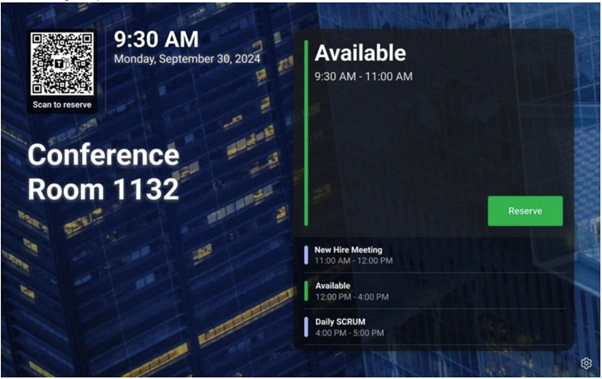 9:30 AM
Monday, September 30, 2024
Scan to reserve
Conference
Room 1132
Available
9:30 AM - 11:00 AM
Reserve
New Hire Meeting
11:00 AM - 12:00 PM
Available
12:00 PM - 4:00 PM
Daily SCRUM
4:00 PM - 5:00 PM